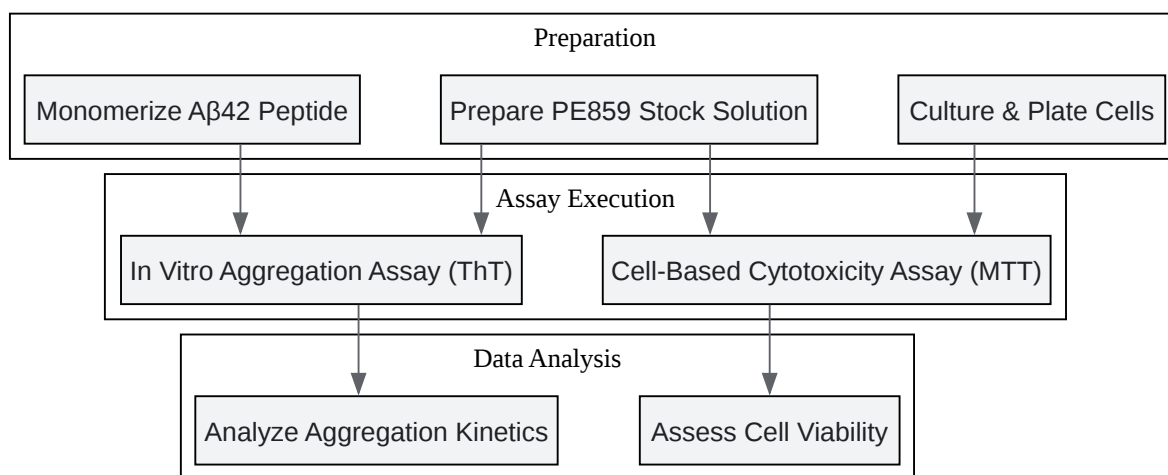 Preparation
Monomerize Aβ42 Peptide
Prepare PE859 Stock Solution
Culture & Plate Cells
Assay Execution
In Vitro Aggregation Assay (ThT)
Cell-Based Cytotoxicity Assay (MTT)
Data Analysis
Analyze Aggregation Kinetics
Assess Cell Viability